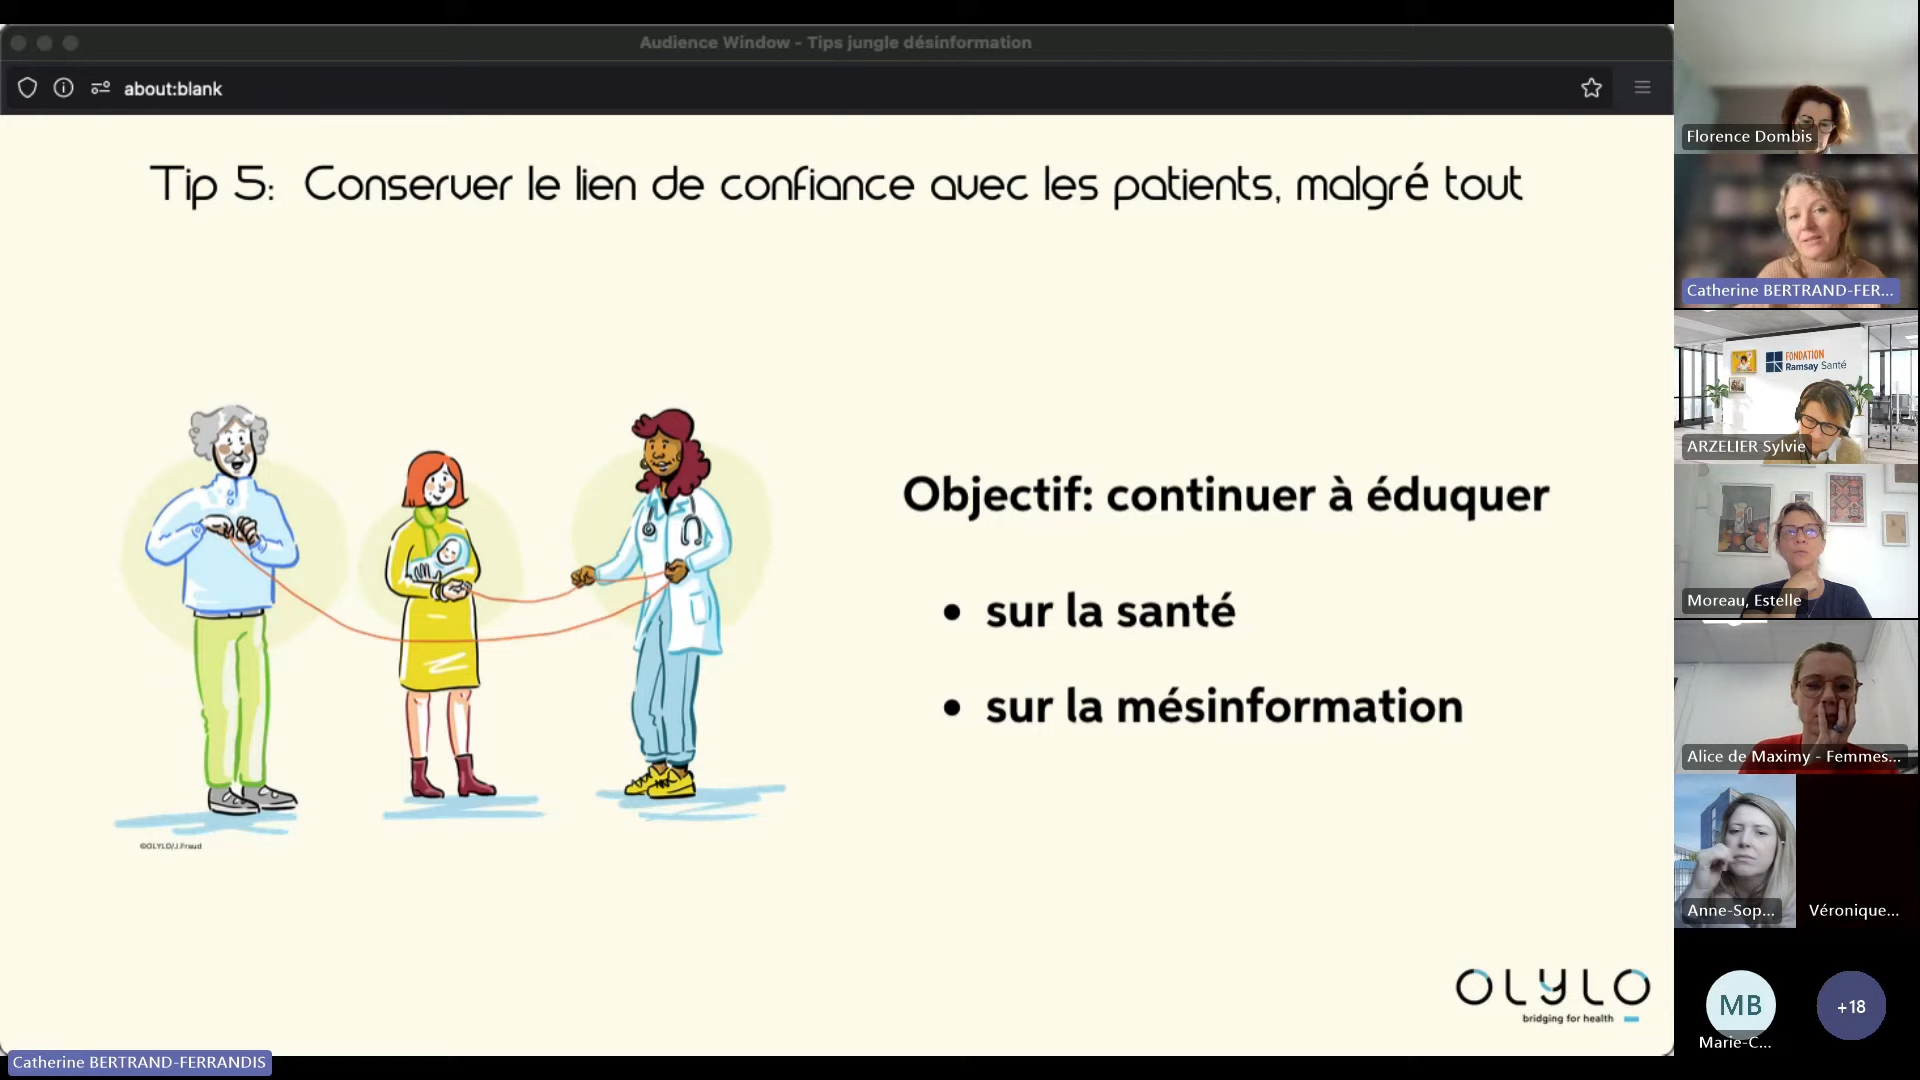 Audience Window - Tips jungle désinformation
about:blank
Tip 5: Conserver le lien de confiance avec les patients, malgré tout
Objectif: continuer à éduquer
• sur la santé
• sur la mésinformation
©OLYLO/J.Fraud
OLYLO
bridging for health
Catherine BERTRAND-FERRANDIS
Florence Dombis
Catherine BERTRAND-FER...
FONDATION
Ramsay Santé
ARZELIER Sylvie
Moreau, Estelle
Alice de Maximy - Femmes...
Anne-Sop...
Véronique...
MB
Marie-C...
+18